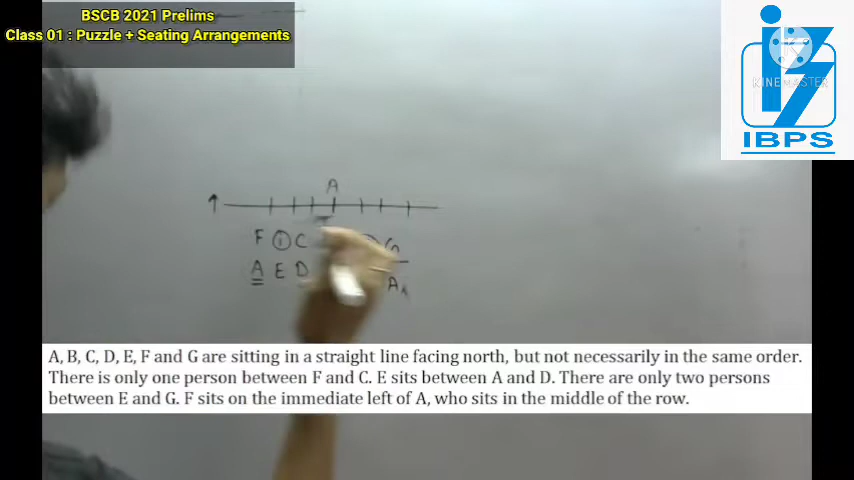 BSCB 2021 Prelims
Class 01 : Puzzle + Seating Arrangements
KINEMASTER
IBPS
A
F 1 C G
A E D
A, B, C, D, E, F and G are sitting in a straight line facing north, but not necessarily in the same order.
There is only one person between F and C. E sits between A and D. There are only two persons
between E and G. F sits on the immediate left of A, who sits in the middle of the row.